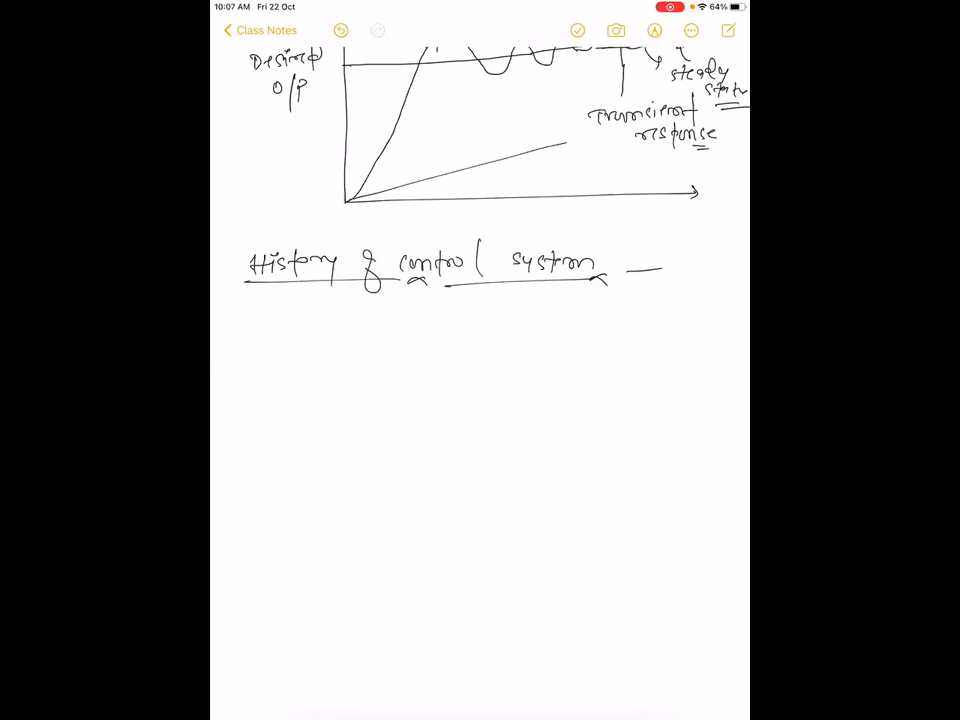 10:07 AM Fri 22 Oct
64%
Class Notes
Desired
O/P
steady
state
Transient
response
History of control system —